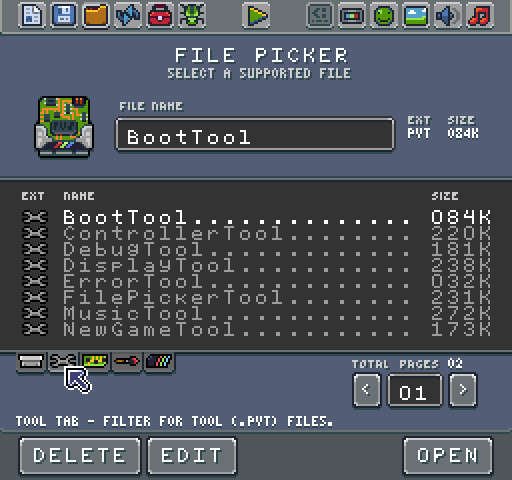 FILE PICKER
SELECT A SUPPORTED FILE
FILE NAME
BootTool
EXT SIZE
PVT 084K
EXT NAME SIZE
BootTool.............. 084K
ControllerTool........ 220K
DebugTool............. 181K
DisplayTool........... 238K
ErrorTool............. 032K
FilePickerTool........ 231K
MusicTool............. 272K
NewGameTool........... 173K
TOTAL PAGES 02
< 01 >
TOOL TAB - FILTER FOR TOOL (.PVT) FILES.
DELETE EDIT OPEN